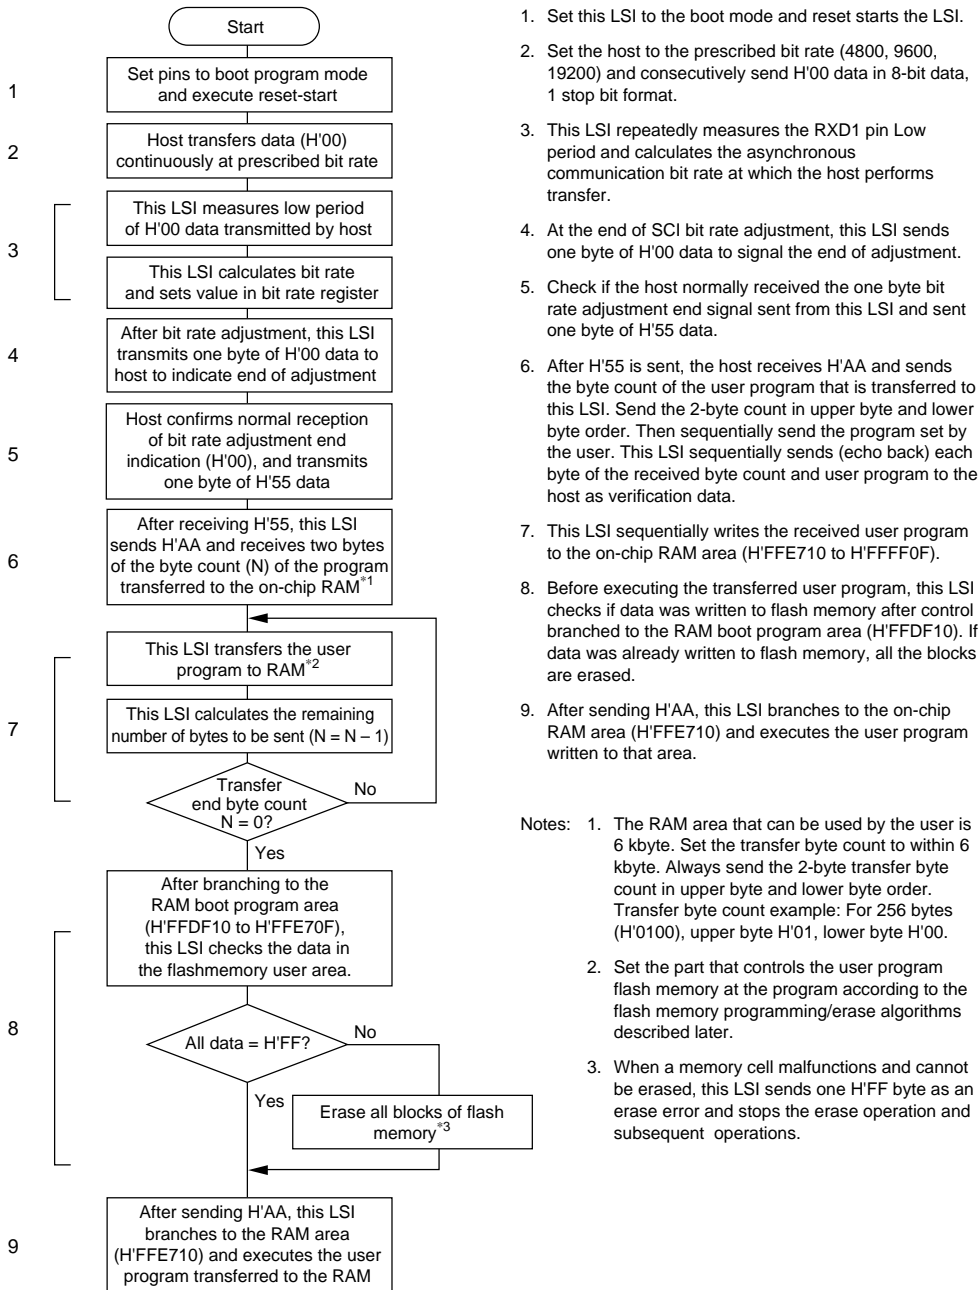 Start
1
Set pins to boot program mode
and execute reset-start
2
Host transfers data (H'00)
continuously at prescribed bit rate
3
This LSI measures low period
of H'00 data transmitted by host
This LSI calculates bit rate
and sets value in bit rate register
4
After bit rate adjustment, this LSI
transmits one byte of H'00 data to
host to indicate end of adjustment
5
Host confirms normal reception
of bit rate adjustment end
indication (H'00), and transmits
one byte of H'55 data
6
After receiving H'55, this LSI
sends H'AA and receives two bytes
of the byte count (N) of the program
transferred to the on-chip RAM*1
7
This LSI transfers the user
program to RAM*2
This LSI calculates the remaining
number of bytes to be sent (N = N – 1)
Transfer
end byte count
N = 0?
No
Yes
8
After branching to the
RAM boot program area
(H'FFDF10 to H'FFE70F),
this LSI checks the data in
the flashmemory user area.
All data = H'FF?
No
Yes
Erase all blocks of flash
memory*3
9
After sending H'AA, this LSI
branches to the RAM area
(H'FFE710) and executes the user
program transferred to the RAM
1. Set this LSI to the boot mode and reset starts the LSI.
2. Set the host to the prescribed bit rate (4800, 9600,
19200) and consecutively send H'00 data in 8-bit data,
1 stop bit format.
3. This LSI repeatedly measures the RXD1 pin Low
period and calculates the asynchronous
communication bit rate at which the host performs
transfer.
4. At the end of SCI bit rate adjustment, this LSI sends
one byte of H'00 data to signal the end of adjustment.
5. Check if the host normally received the one byte bit
rate adjustment end signal sent from this LSI and sent
one byte of H'55 data.
6. After H'55 is sent, the host receives H'AA and sends
the byte count of the user program that is transferred to
this LSI. Send the 2-byte count in upper byte and lower
byte order. Then sequentially send the program set by
the user. This LSI sequentially sends (echo back) each
byte of the received byte count and user program to the
host as verification data.
7. This LSI sequentially writes the received user program
to the on-chip RAM area (H'FFE710 to H'FFFF0F).
8. Before executing the transferred user program, this LSI
checks if data was written to flash memory after control
branched to the RAM boot program area (H'FFDF10). If
data was already written to flash memory, all the blocks
are erased.
9. After sending H'AA, this LSI branches to the on-chip
RAM area (H'FFE710) and executes the user program
written to that area.
Notes: 1. The RAM area that can be used by the user is
6 kbyte. Set the transfer byte count to within 6
kbyte. Always send the 2-byte transfer byte
count in upper byte and lower byte order.
Transfer byte count example: For 256 bytes
(H'0100), upper byte H'01, lower byte H'00.
2. Set the part that controls the user program
flash memory at the program according to the
flash memory programming/erase algorithms
described later.
3. When a memory cell malfunctions and cannot
be erased, this LSI sends one H'FF byte as an
erase error and stops the erase operation and
subsequent operations.